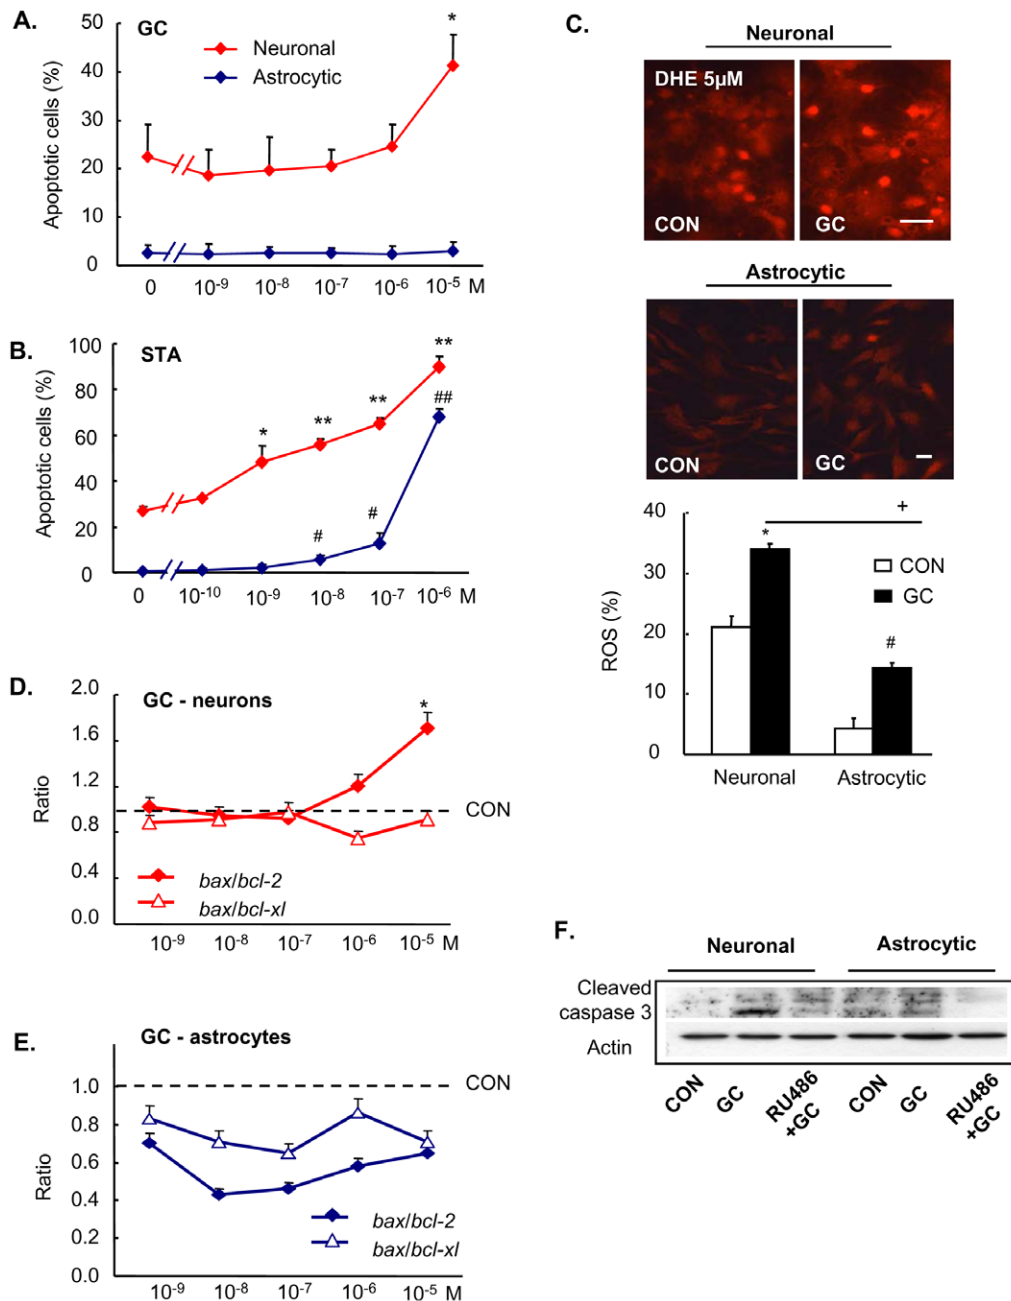 A.
GC
Neuronal
Astrocytic
Apoptotic cells (%)
50
40
30
20
10
0
*
0 10-9 10-8 10-7 10-6 10-5 M
B.
STA
Apoptotic cells (%)
100
80
60
40
20
0
* ** ** **
# # ##
0 10-10 10-9 10-8 10-7 10-6 M
C.
Neuronal
DHE 5µM
CON
GC
Astrocytic
CON
GC
ROS (%)
40
30
20
10
0
+
*
#
CON
GC
Neuronal Astrocytic
D.
GC - neurons
Ratio
2.0
1.6
1.2
0.8
0.4
0.0
*
CON
bax/bcl-2
bax/bcl-xl
10-9 10-8 10-7 10-6 10-5 M
E.
GC - astrocytes
Ratio
1.0
0.8
0.6
0.4
0.2
0.0
CON
bax/bcl-2
bax/bcl-xl
10-9 10-8 10-7 10-6 10-5 M
F.
Neuronal Astrocytic
Cleaved
caspase 3
Actin
CON GC RU486
+GC
CON GC RU486
+GC